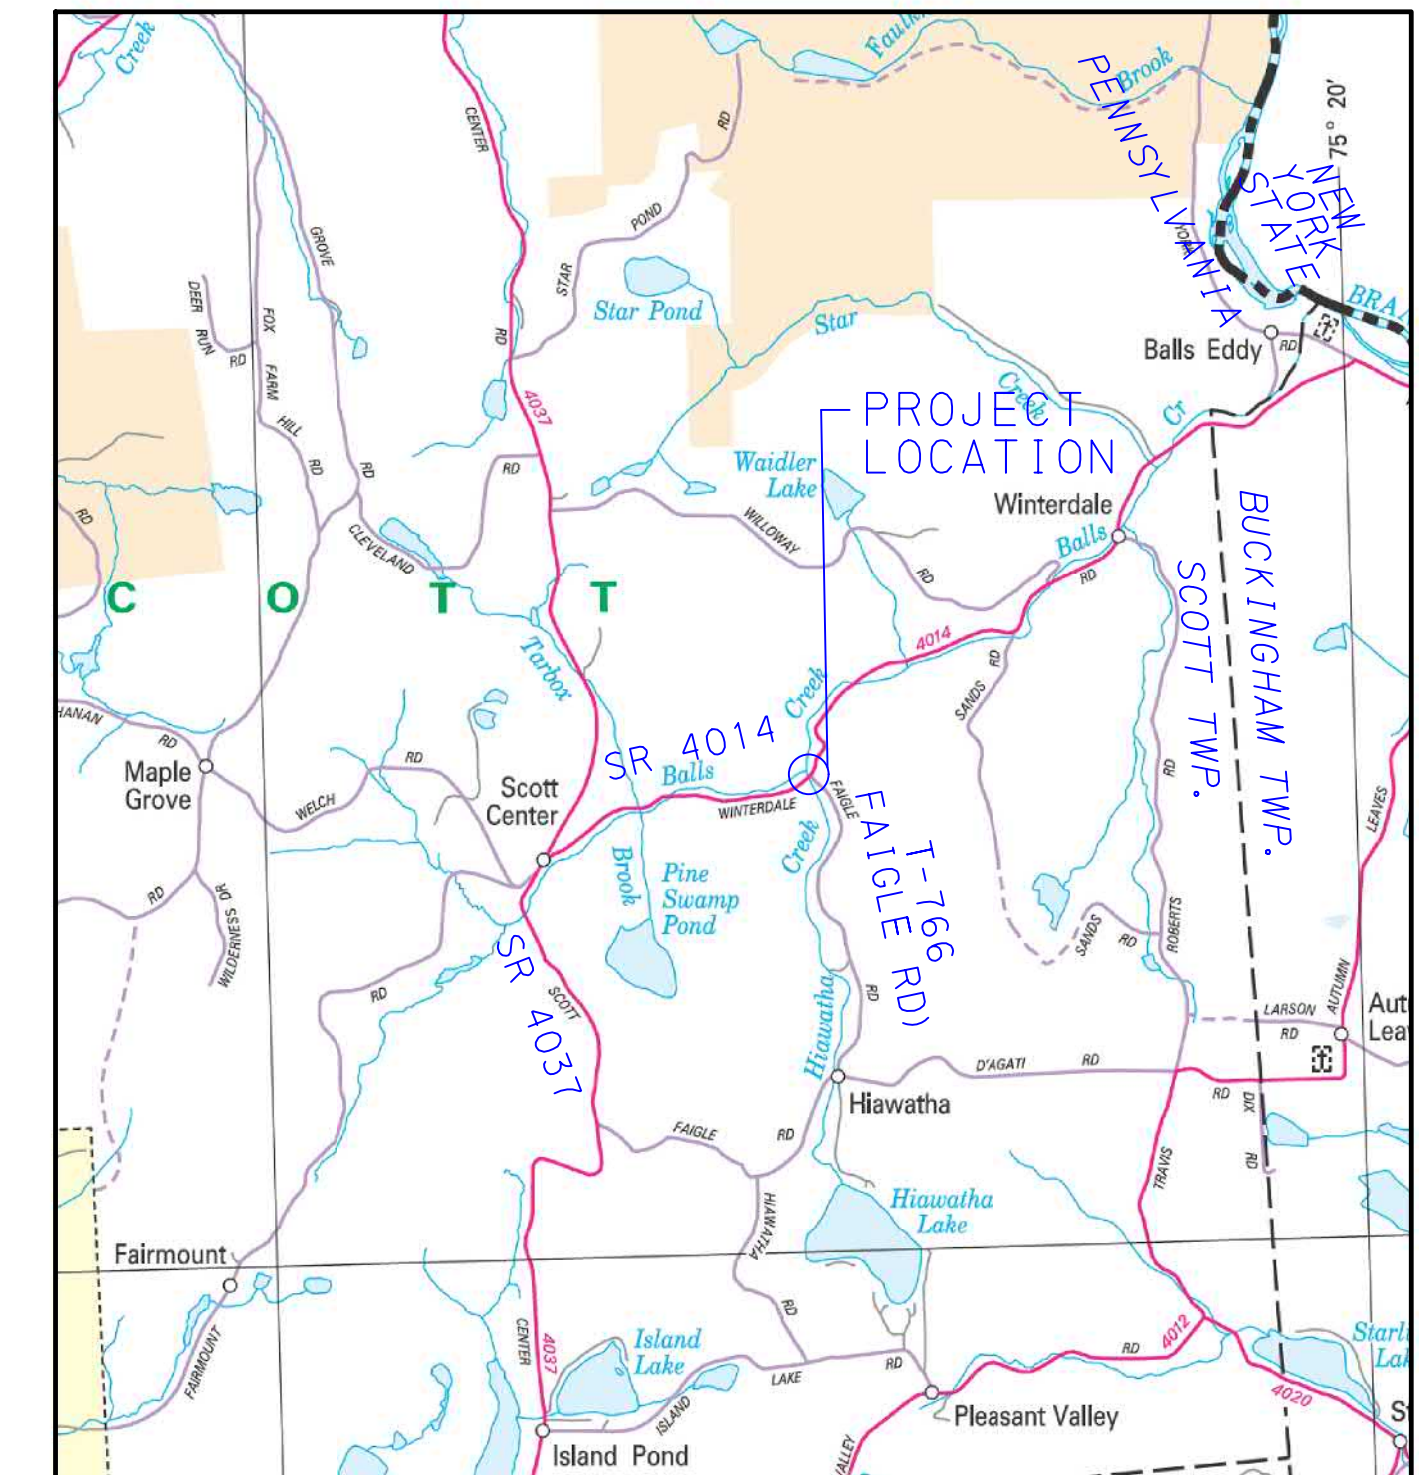 Creek
Faulk
Brook
PENNSYLVANIA
NEW
YORK
STATE
75° 20'
CENTER
RD
POND
STAR
GROVE
YORK
DEER
RUN
RD
FOX
FARM
HILL
RD
RD
RD
Star Pond
Star
Creek
BRA
Balls Eddy
RD
4037
PROJECT
LOCATION
Cr
Waidler
Lake
RD
RD
Winterdale
WILLOWAY
RD
CLEVELAND
Balls
RD
BUCKINGHAM TWP.
SCOTT TWP.
C O T T
Tarbox
4014
RD
SANDS
Creek
HANAN
RD
SR 4014
Balls
WINTERDALE
Maple
Grove
RD
WELCH
Scott
Center
FAIGLE
T-766
FAIGLE RD)
RD
LEAVES
Creek
Brook
Pine
Swamp
Pond
RD
WILDERNESS DR
SANDS
RD
ROBERTS
SR 4037
SCOTT
RD
Hiawatha
RD
LARSON
RD
AUTUMN
Aut
Lea
D'AGATI
RD
Hiawatha
RD
DIX
RD
FAIGLE
RD
TRAVIS
HIAWATHA
Hiawatha
Lake
Fairmount
RD
FAIRMOUNT
CENTER
4037
Island
Lake
ISLAND
LAKE
RD
RD
4012
Starli
Lak
4020
Pleasant Valley
S
Island Pond
ALLEY